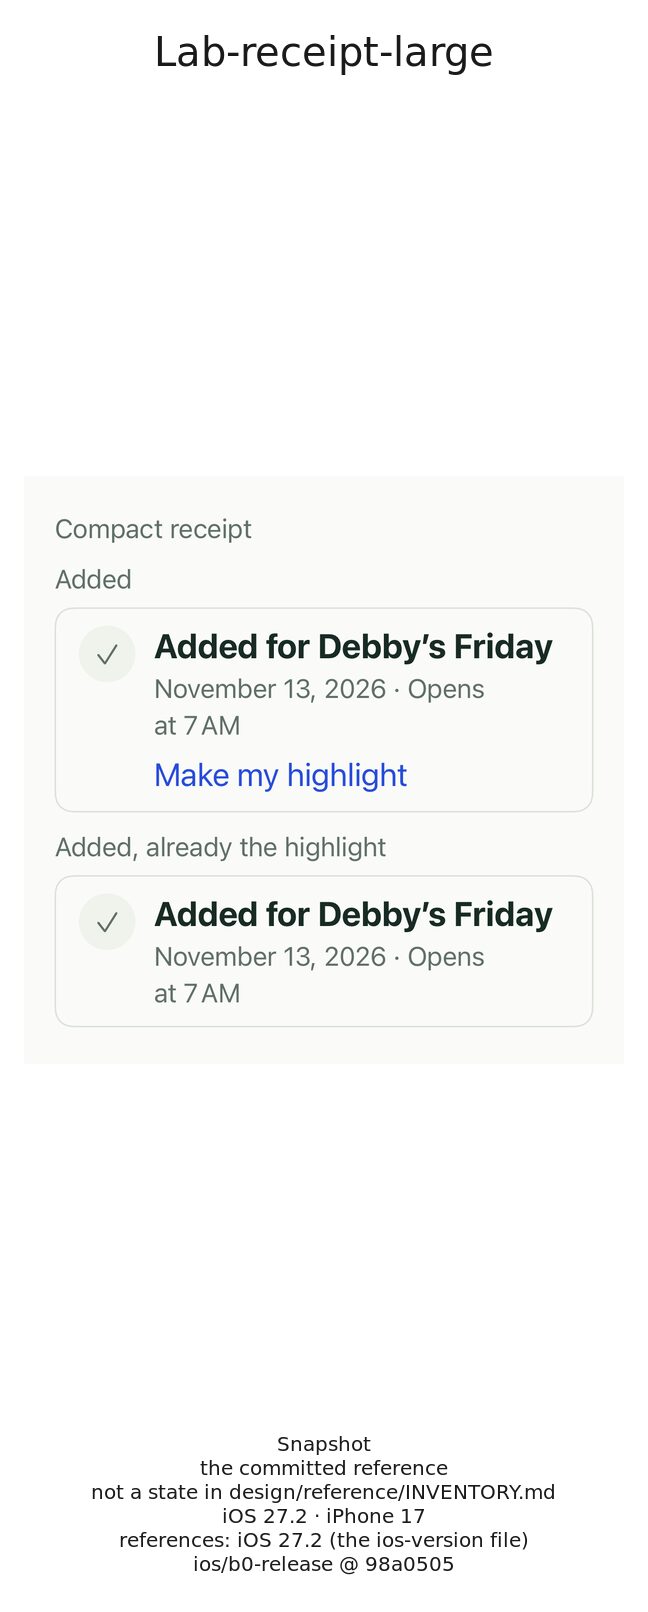 Lab-receipt-large
Compact receipt
Added
Added for Debby’s Friday
November 13, 2026 · Opens
at 7 AM
Make my highlight
Added, already the highlight
Added for Debby’s Friday
November 13, 2026 · Opens
at 7 AM
Snapshot
the committed reference
not a state in design/reference/INVENTORY.md
iOS 27.2 · iPhone 17
references: iOS 27.2 (the ios-version file)
ios/b0-release @ 98a0505